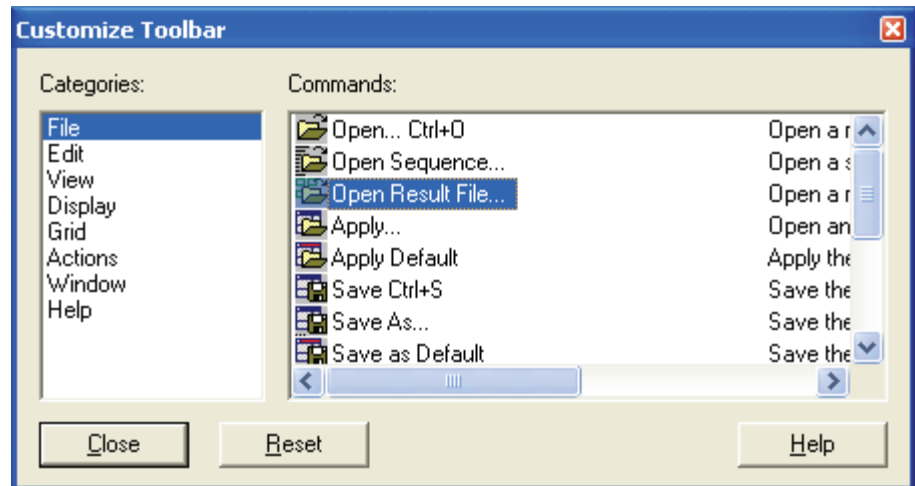 Customize Toolbar
Categories:
Commands:
File
Edit
View
Display
Grid
Actions
Window
Help
Open... Ctrl+O Open a r
Open Sequence... Open a s
Open Result File... Open a r
Apply... Open an
Apply Default Apply the
Save Ctrl+S Save the
Save As... Save the
Save as Default Save the
Close
Reset
Help